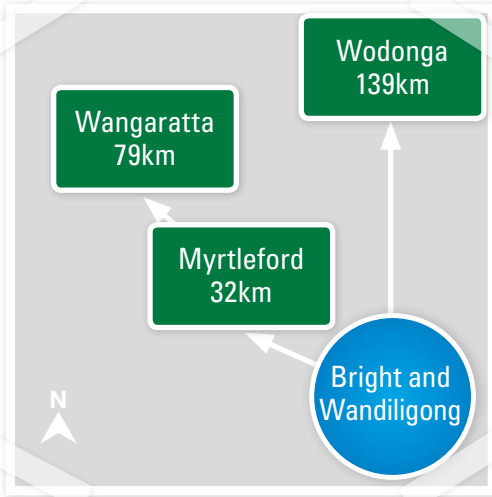 Wodonga
139km
Wangaratta
79km
Myrtleford
32km
Bright and
Wandiligong
N